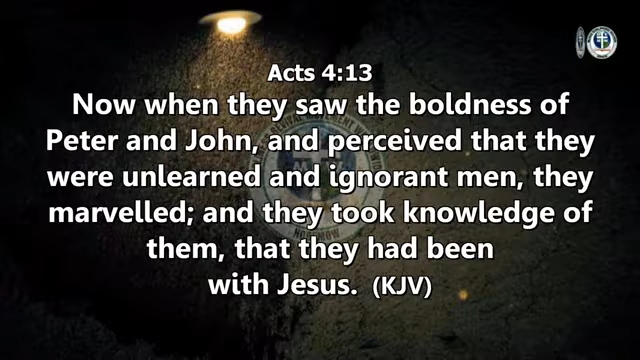 Acts 4:13
Now when they saw the boldness of
Peter and John, and perceived that they
were unlearned and ignorant men, they
marvelled; and they took knowledge of
them, that they had been
with Jesus. (KJV)